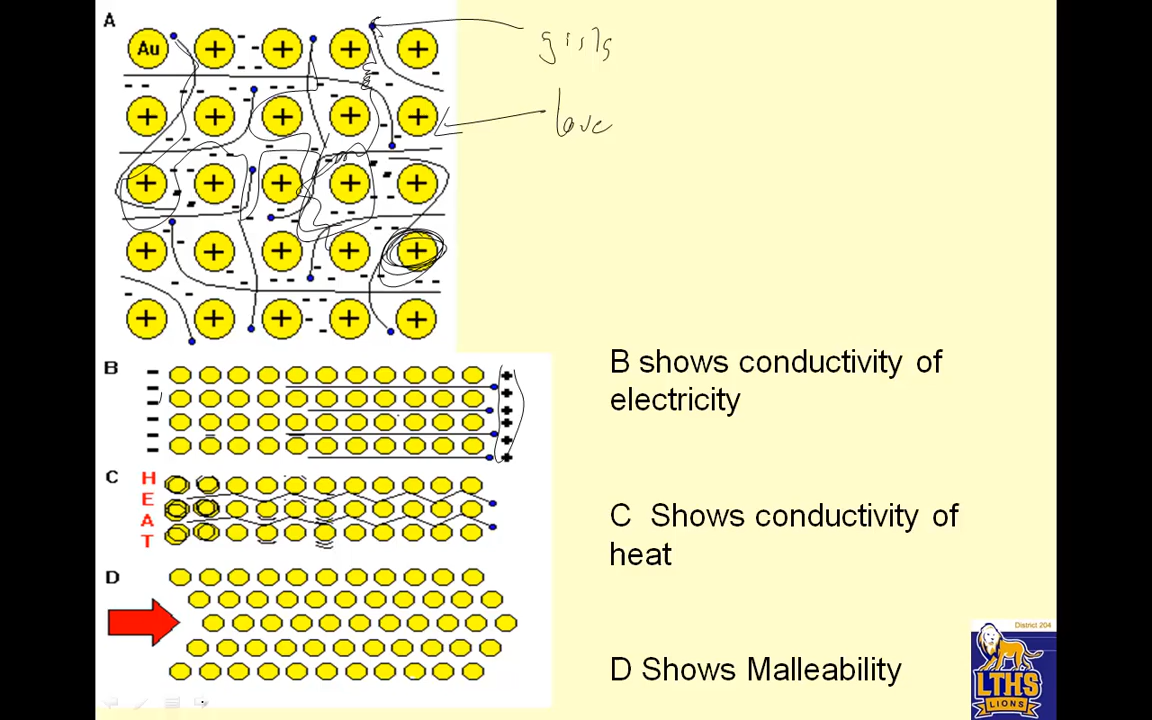 A
Au
girls
love
B
B shows conductivity of
electricity
C
HEAT
C Shows conductivity of
heat
D
D Shows Malleability
District 204
LTHS
LIONS